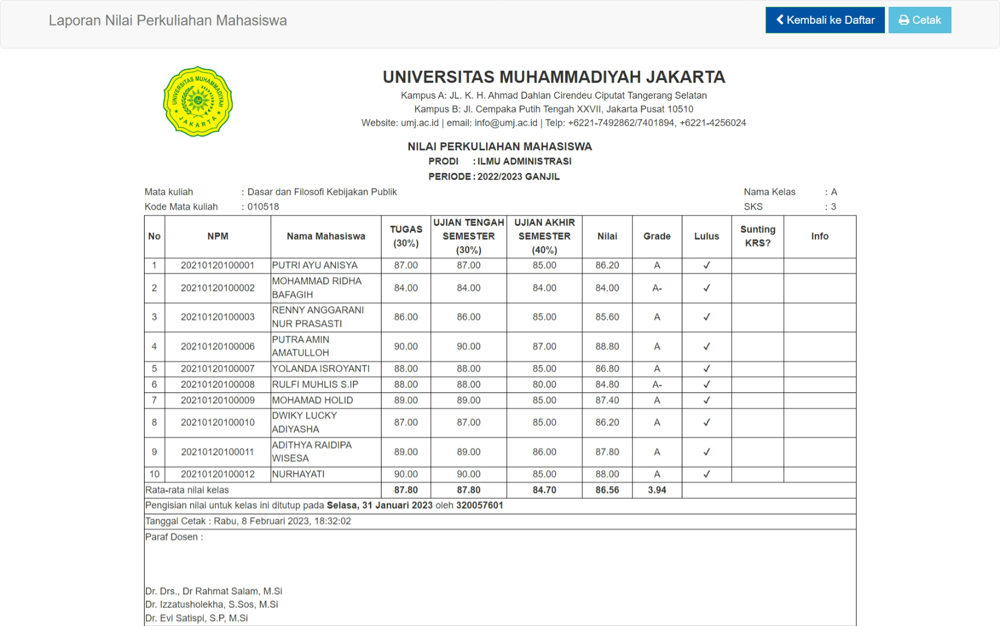 Laporan Nilai Perkuliahan Mahasiswa
Kembali ke Daftar
Cetak
UNIVERSITAS MUHAMMADIYAH
JAKARTA
UNIVERSITAS MUHAMMADIYAH JAKARTA
Kampus A: JL. K. H. Ahmad Dahlan Cirendeu Ciputat Tangerang Selatan
Kampus B: Jl. Cempaka Putih Tengah XXVII, Jakarta Pusat 10510
Website: umj.ac.id | email: info@umj.ac.id | Telp: +6221-7492862/7401894, +6221-4256024
NILAI PERKULIAHAN MAHASISWA
PRODI : ILMU ADMINISTRASI
PERIODE : 2022/2023 GANJIL
Mata kuliah : Dasar dan Filosofi Kebijakan Publik Nama Kelas : A
Kode Mata kuliah : 010518 SKS : 3
No NPM Nama Mahasiswa TUGAS (30%) UJIAN TENGAH SEMESTER (30%) UJIAN AKHIR SEMESTER (40%) Nilai Grade Lulus Sunting KRS? Info
1 20210120100001 PUTRI AYU ANISYA 87.00 87.00 85.00 86.20 A ✓
2 20210120100002 MOHAMMAD RIDHA BAFAGIH 84.00 84.00 84.00 84.00 A- ✓
3 20210120100003 RENNY ANGGARANI NUR PRASASTI 86.00 86.00 85.00 85.60 A ✓
4 20210120100006 PUTRA AMIN AMATULLOH 90.00 90.00 87.00 88.80 A ✓
5 20210120100007 YOLANDA ISROYANTI 88.00 88.00 85.00 86.80 A ✓
6 20210120100008 RULFI MUHLIS S.IP 88.00 88.00 80.00 84.80 A- ✓
7 20210120100009 MOHAMAD HOLID 89.00 89.00 85.00 87.40 A ✓
8 20210120100010 DWIKY LUCKY ADIYASHA 87.00 87.00 85.00 86.20 A ✓
9 20210120100011 ADITHYA RAIDIPA WISESA 89.00 89.00 86.00 87.80 A ✓
10 20210120100012 NURHAYATI 90.00 90.00 85.00 88.00 A ✓
Rata-rata nilai kelas 87.80 87.80 84.70 86.56 3.94
Pengisian nilai untuk kelas ini ditutup pada Selasa, 31 Januari 2023 oleh 320057601
Tanggal Cetak : Rabu, 8 Februari 2023, 18:32:02
Paraf Dosen :
Dr. Drs., Dr Rahmat Salam, M.Si
Dr. Izzatusholekha, S.Sos, M.Si
Dr. Evi Satispi, S.P, M.Si